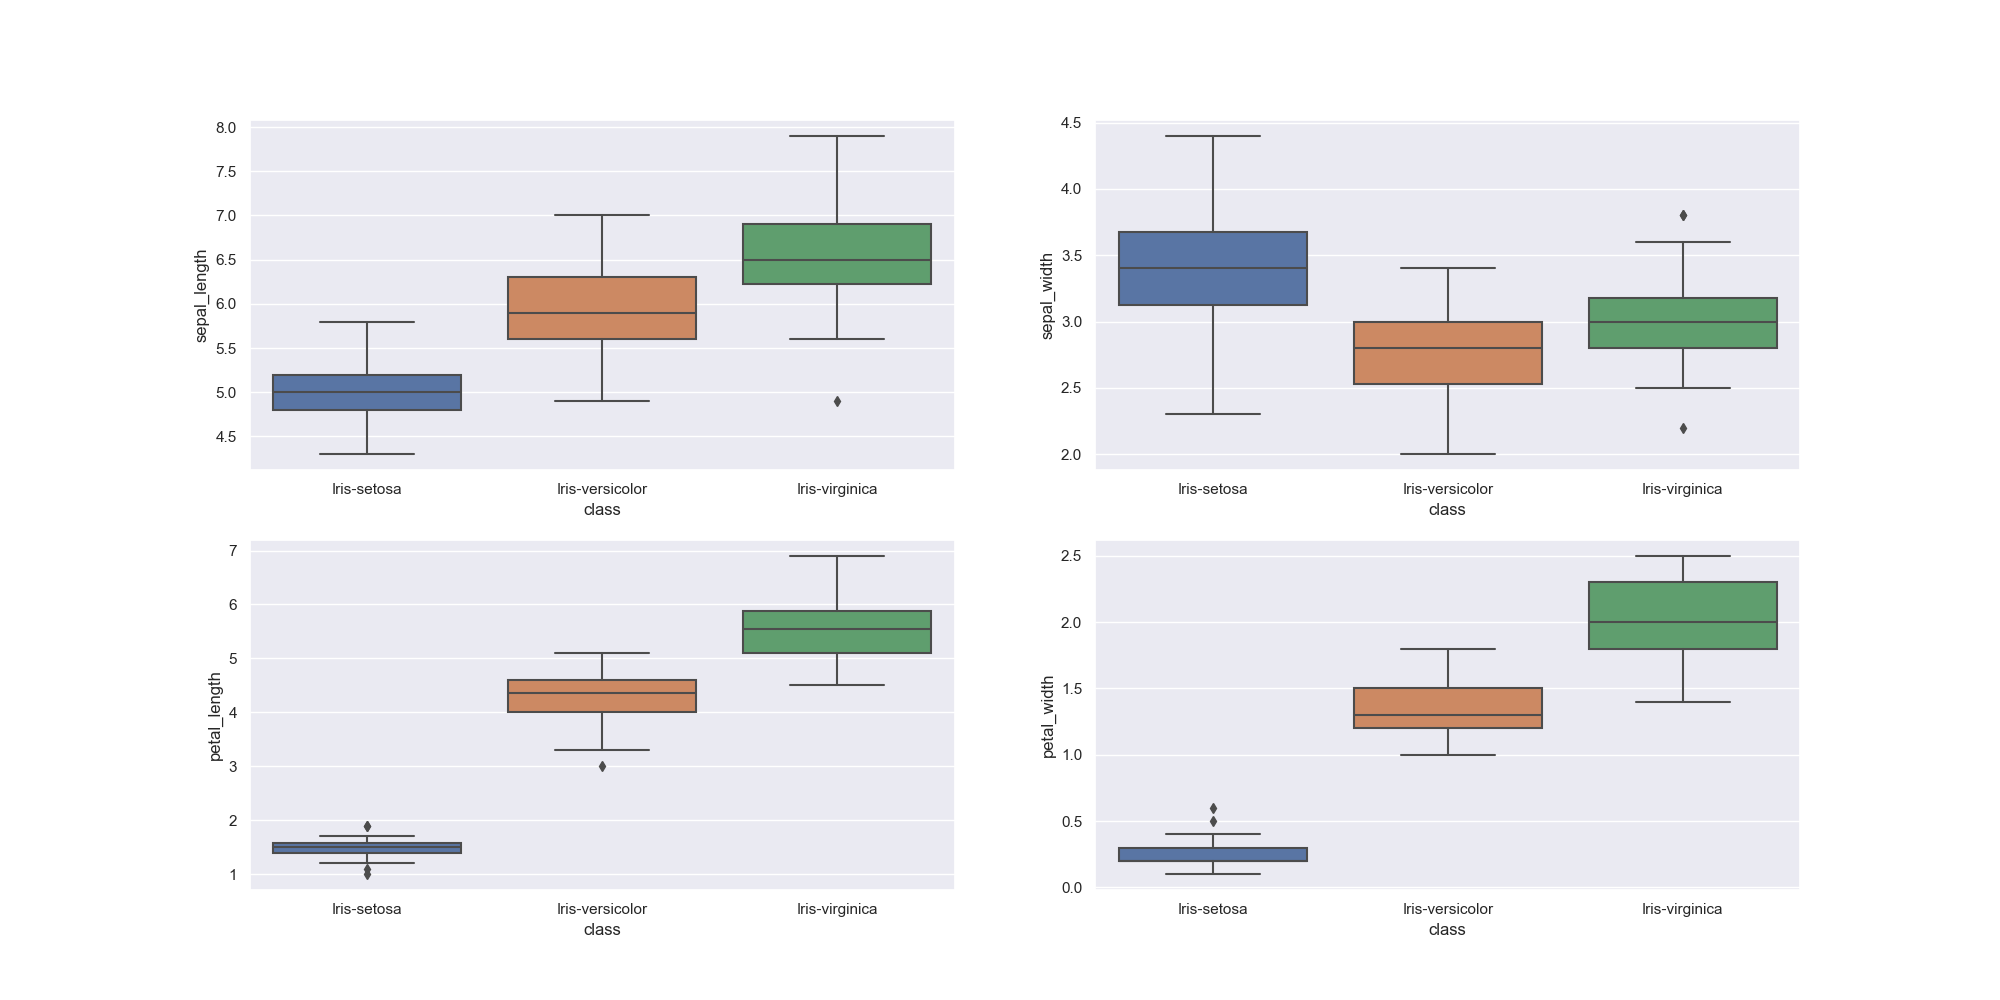 sepal_length
8.0
7.5
7.0
6.5
6.0
5.5
5.0
4.5
Iris-setosa Iris-versicolor Iris-virginica
class
sepal_width
4.5
4.0
3.5
3.0
2.5
2.0
Iris-setosa Iris-versicolor Iris-virginica
class
petal_length
7
6
5
4
3
2
1
Iris-setosa Iris-versicolor Iris-virginica
class
petal_width
2.5
2.0
1.5
1.0
0.5
0.0
Iris-setosa Iris-versicolor Iris-virginica
class